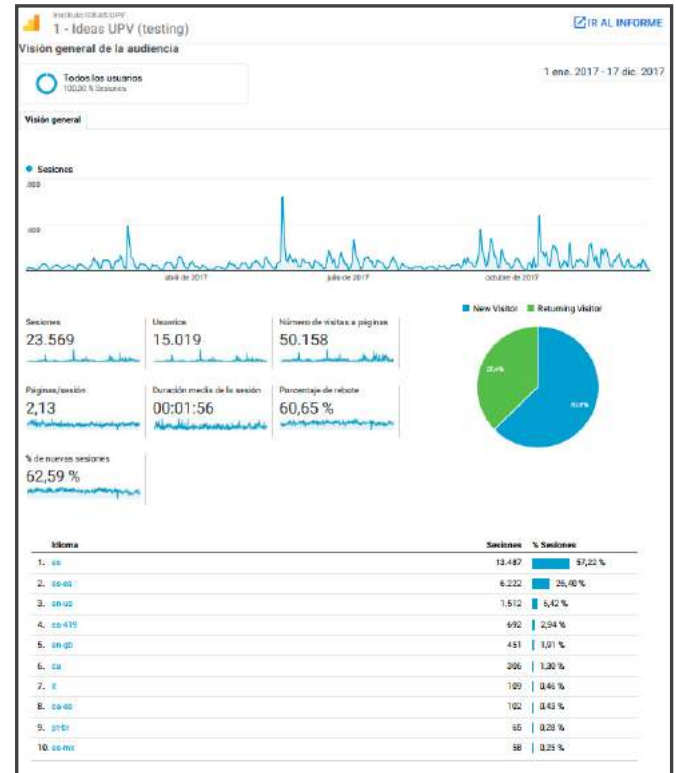 Instituto IDEAS UPV
1 - Ideas UPV (testing)
IR AL INFORME
Visión general de la audiencia
Todos los usuarios
100,00 % Sesiones
1 ene. 2017 - 17 dic. 2017
Visión general
Sesiones
800
400
abril de 2017
julio de 2017
octubre de 2017
New Visitor
Returning Visitor
Sesiones
23.569
Usuarios
15.019
Número de visitas a páginas
50.158
Páginas/sesión
2,13
Duración media de la sesión
00:01:56
Porcentaje de rebote
60,65 %
% de nuevas sesiones
62,59 %
Idioma Sesiones % Sesiones
1. es 13.487 57,22 %
2. es-es 6.222 26,40 %
3. en-us 1.512 6,42 %
4. es-419 692 2,94 %
5. en-gb 451 1,91 %
6. ca 306 1,30 %
7. 109 0,46 %
8. ca-es 102 0,43 %
9. pt-br 65 0,28 %
10. es-mx 58 0,25 %